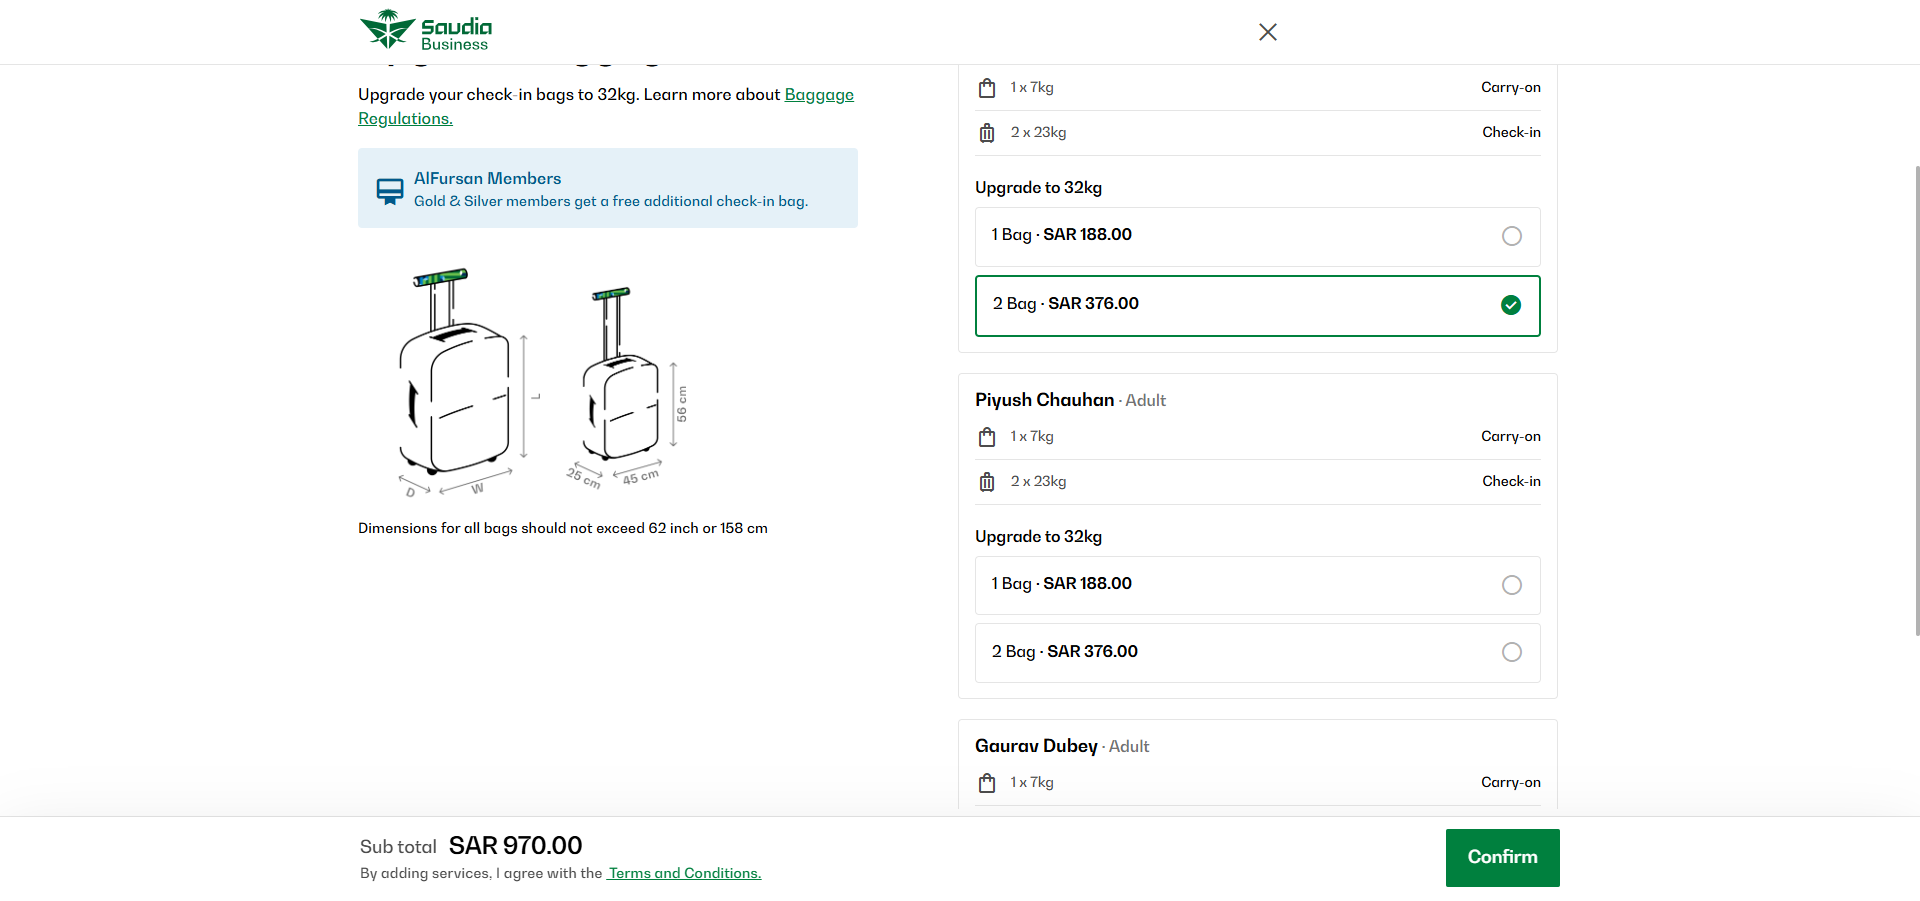 Saudia
Business
Upgrade your check-in bags to 32kg. Learn more about Baggage
Regulations.
AlFursan Members
Gold & Silver members get a free additional check-in bag.
L
D
W
56 cm
25 cm
45 cm
Dimensions for all bags should not exceed 62 inch or 158 cm
1 x 7kg Carry-on
2 x 23kg Check-in
Upgrade to 32kg
1 Bag · SAR 188.00
2 Bag · SAR 376.00
Piyush Chauhan · Adult
1 x 7kg Carry-on
2 x 23kg Check-in
Upgrade to 32kg
1 Bag · SAR 188.00
2 Bag · SAR 376.00
Gaurav Dubey · Adult
1 x 7kg Carry-on
Sub total SAR 970.00
By adding services, I agree with the Terms and Conditions.
Confirm